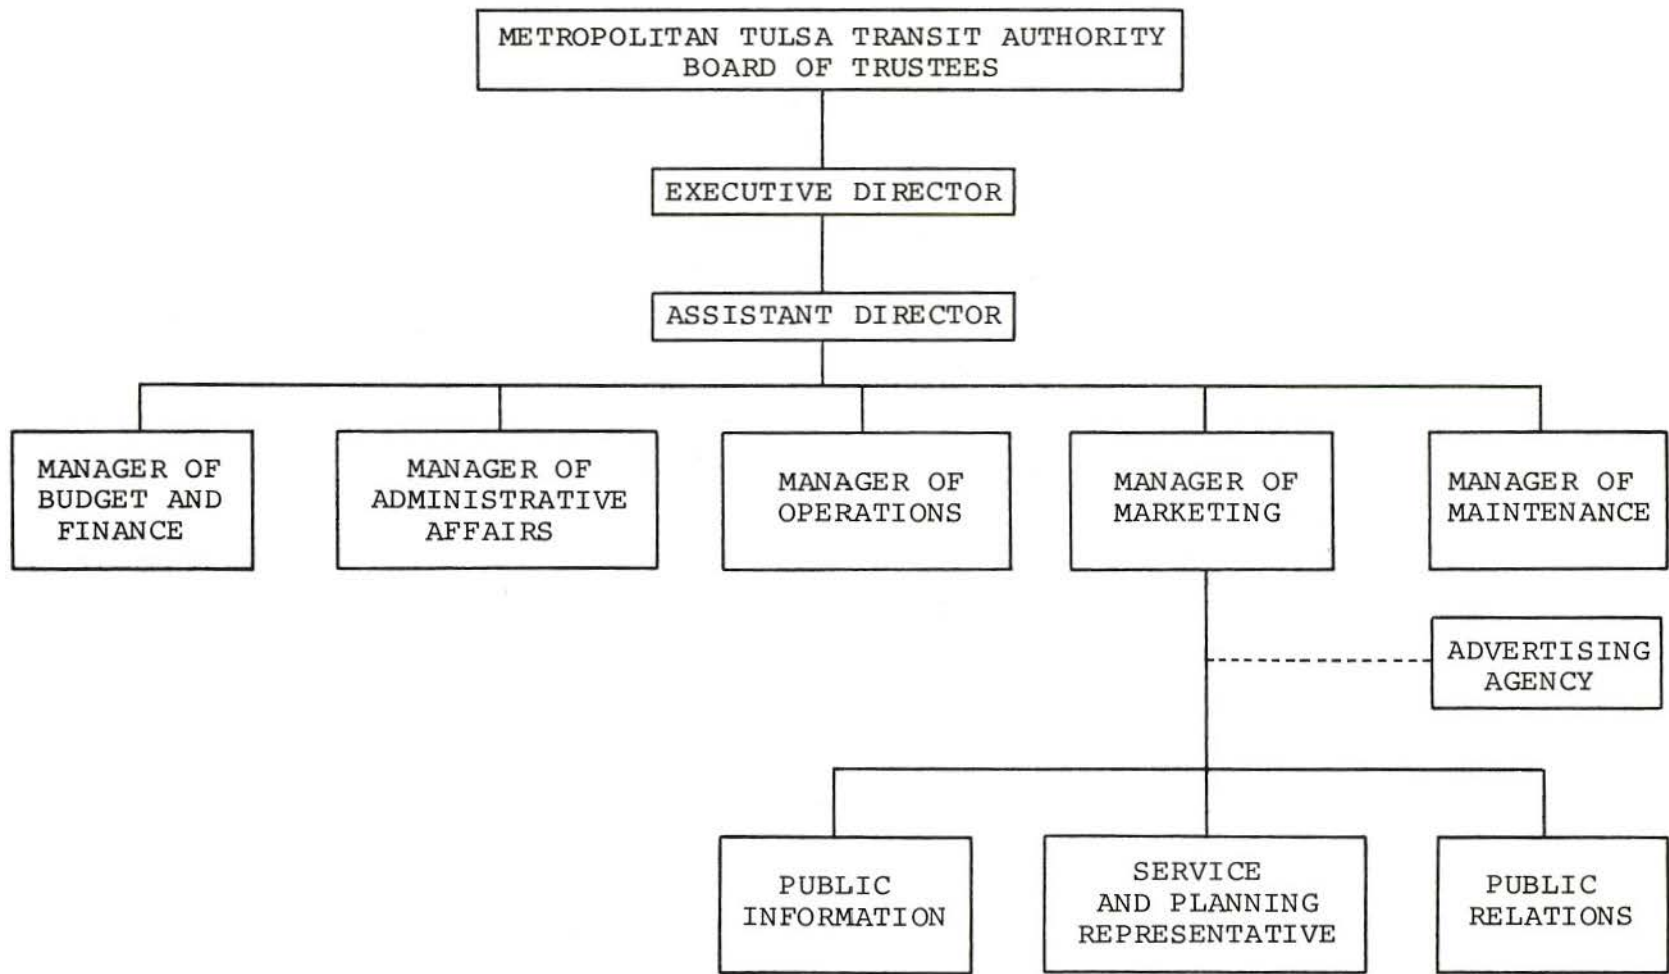 METROPOLITAN TULSA TRANSIT AUTHORITY
BOARD OF TRUSTEES
EXECUTIVE DIRECTOR
ASSISTANT DIRECTOR
MANAGER OF
BUDGET AND
FINANCE
MANAGER OF
ADMINISTRATIVE
AFFAIRS
MANAGER OF
OPERATIONS
MANAGER OF
MARKETING
MANAGER OF
MAINTENANCE
ADVERTISING
AGENCY
PUBLIC
INFORMATION
SERVICE
AND PLANNING
REPRESENTATIVE
PUBLIC
RELATIONS